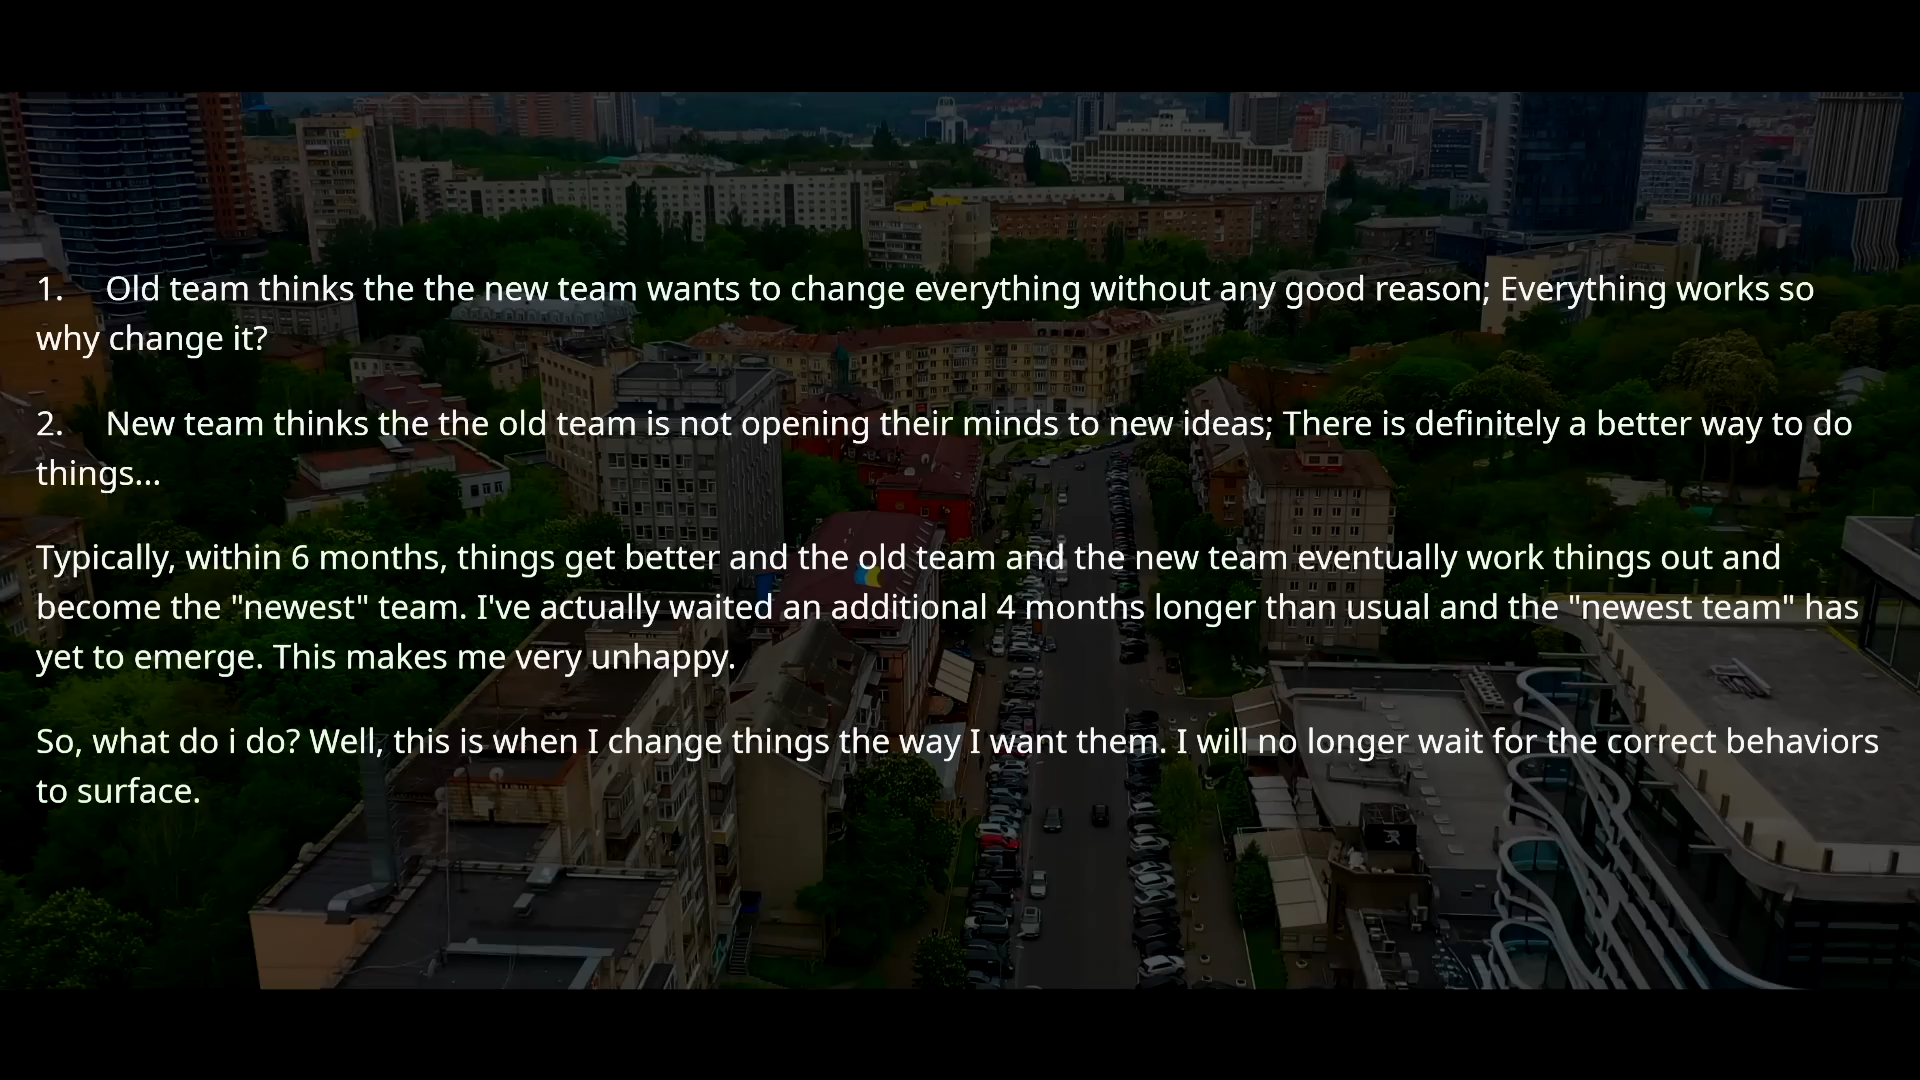 1. Old team thinks the the new team wants to change everything without any good reason; Everything works so
why change it?
2. New team thinks the the old team is not opening their minds to new ideas; There is definitely a better way to do
things...
Typically, within 6 months, things get better and the old team and the new team eventually work things out and
become the "newest" team. I've actually waited an additional 4 months longer than usual and the "newest team" has
yet to emerge. This makes me very unhappy.
So, what do i do? Well, this is when I change things the way I want them. I will no longer wait for the correct behaviors
to surface.